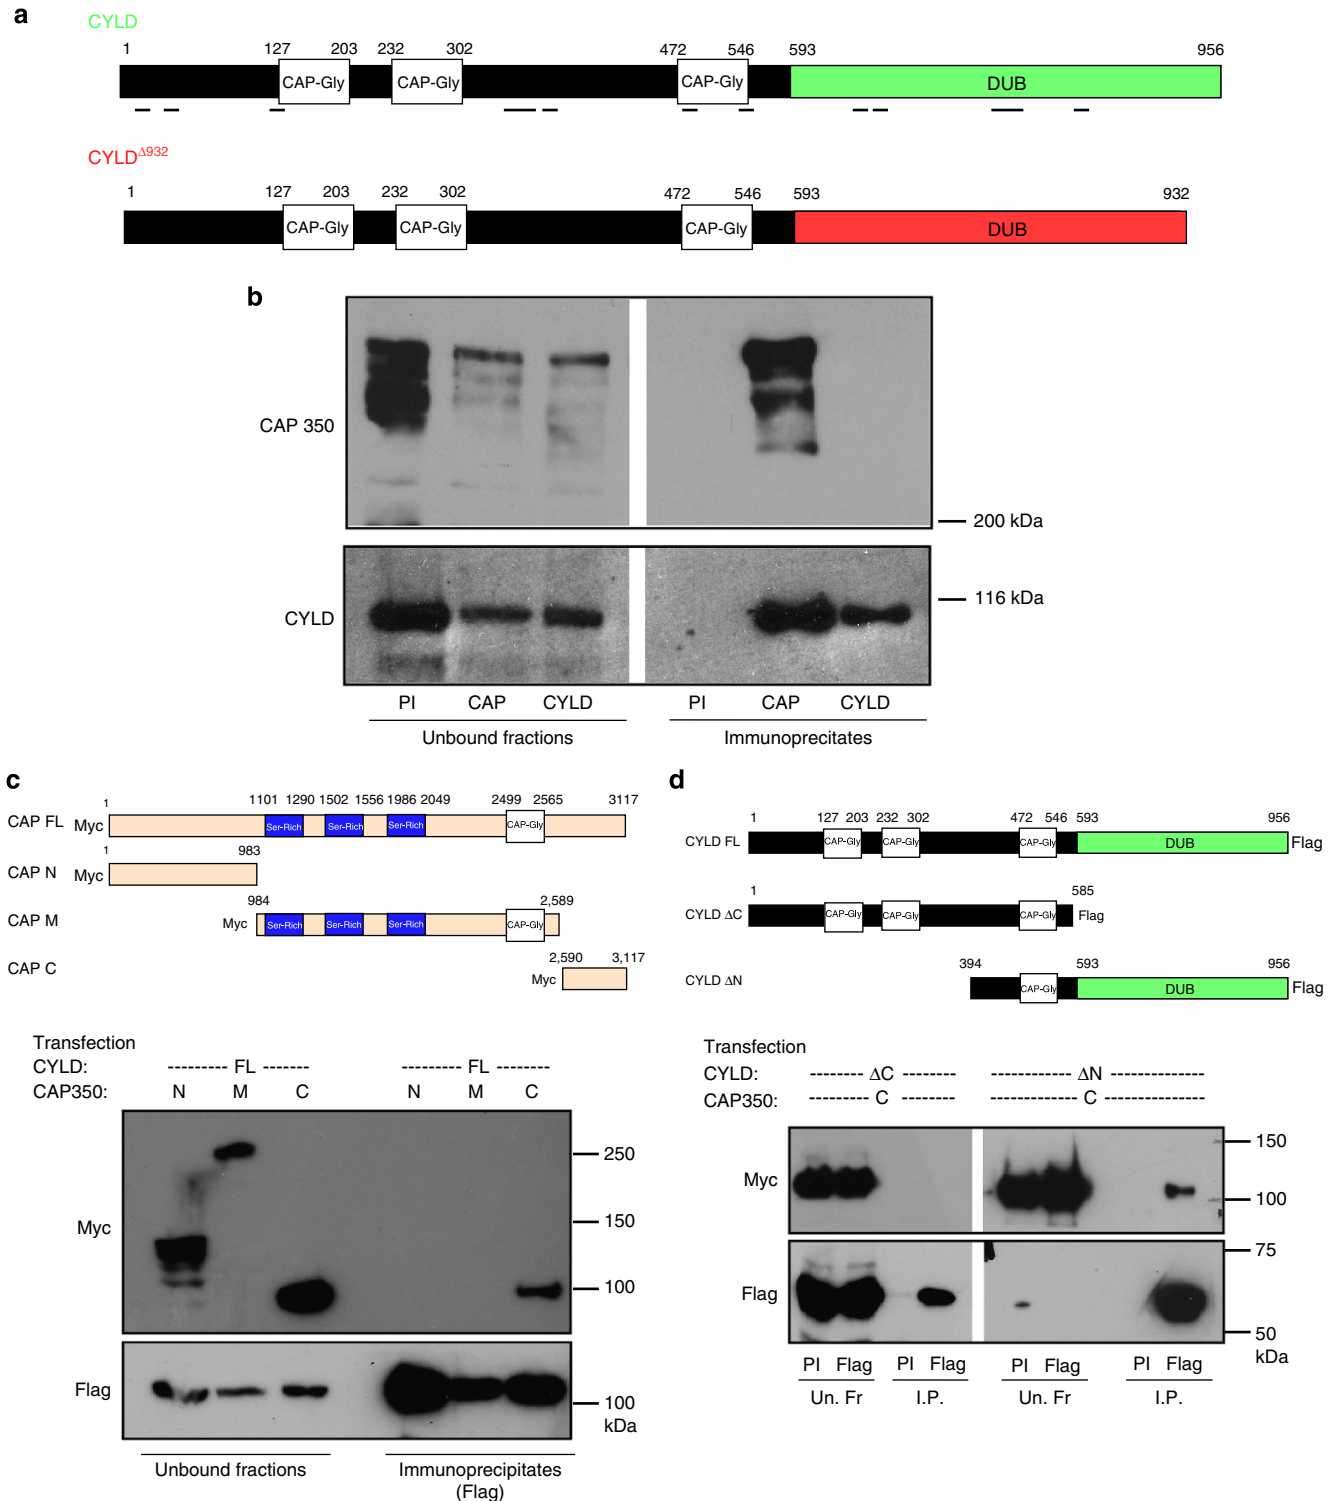 a
CYLD
1 127 203 232 302 472 546 593 956
CAP-Gly CAP-Gly CAP-Gly DUB
CYLDΔ932
1 127 203 232 302 472 546 593 932
CAP-Gly CAP-Gly CAP-Gly DUB
b
CAP 350
200 kDa
116 kDa
CYLD
PI CAP CYLD PI CAP CYLD
Unbound fractions Immunoprecitates
c
1 1101 1290 1502 1556 1986 2049 2499 2565 3117
CAP FL Myc Ser-Rich Ser-Rich Ser-Rich CAP-Gly
1 983
CAP N Myc
984 2,589
CAP M Myc Ser-Rich Ser-Rich Ser-Rich CAP-Gly
2,590 3,117
CAP C Myc
Transfection
CYLD: --------- FL ------- --------- FL --------
CAP350: N M C N M C
250
150
Myc
100
Flag
100
kDa
Unbound fractions Immunoprecipitates
(Flag)
d
1 127 203 232 302 472 546 593 956
CYLD FL CAP-Gly CAP-Gly CAP-Gly DUB Flag
1 585
CYLD ΔC CAP-Gly CAP-Gly CAP-Gly Flag
394 593 956
CYLD ΔN CAP-Gly DUB Flag
Transfection
CYLD: -------- ΔC -------- ------------ ΔN --------------
CAP350: --------- C -------- ------------- C ---------------
150
Myc
100
75
Flag
50
kDa
PI Flag PI Flag PI Flag PI Flag
Un. Fr I.P. Un. Fr I.P.